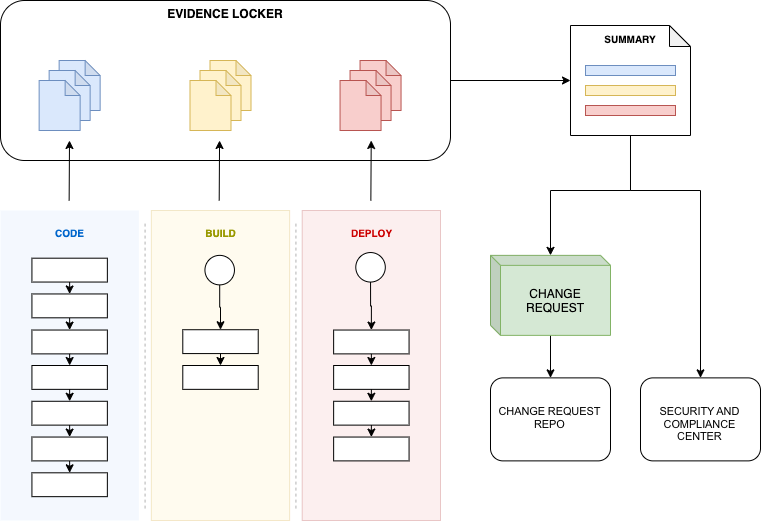 EVIDENCE LOCKER
SUMMARY
CODE
BUILD
DEPLOY
CHANGE
REQUEST
CHANGE REQUEST
REPO
SECURITY AND
COMPLIANCE
CENTER